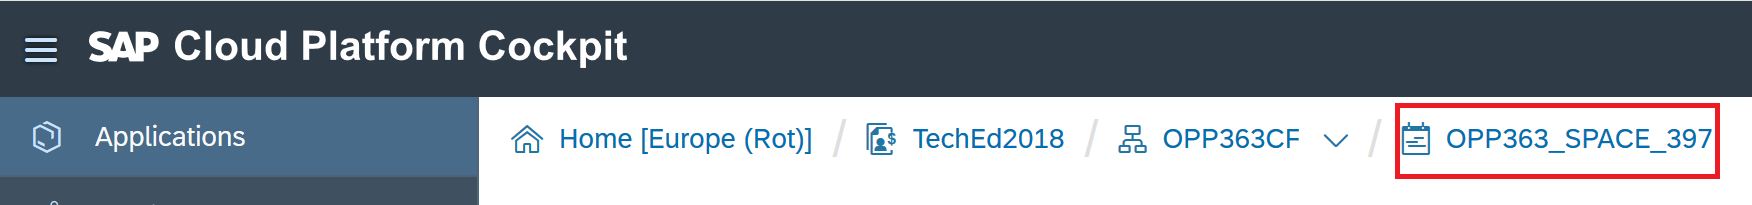 SAP Cloud Platform Cockpit
Applications
Home [Europe (Rot)] / TechEd2018 / OPP363CF / OPP363_SPACE_397